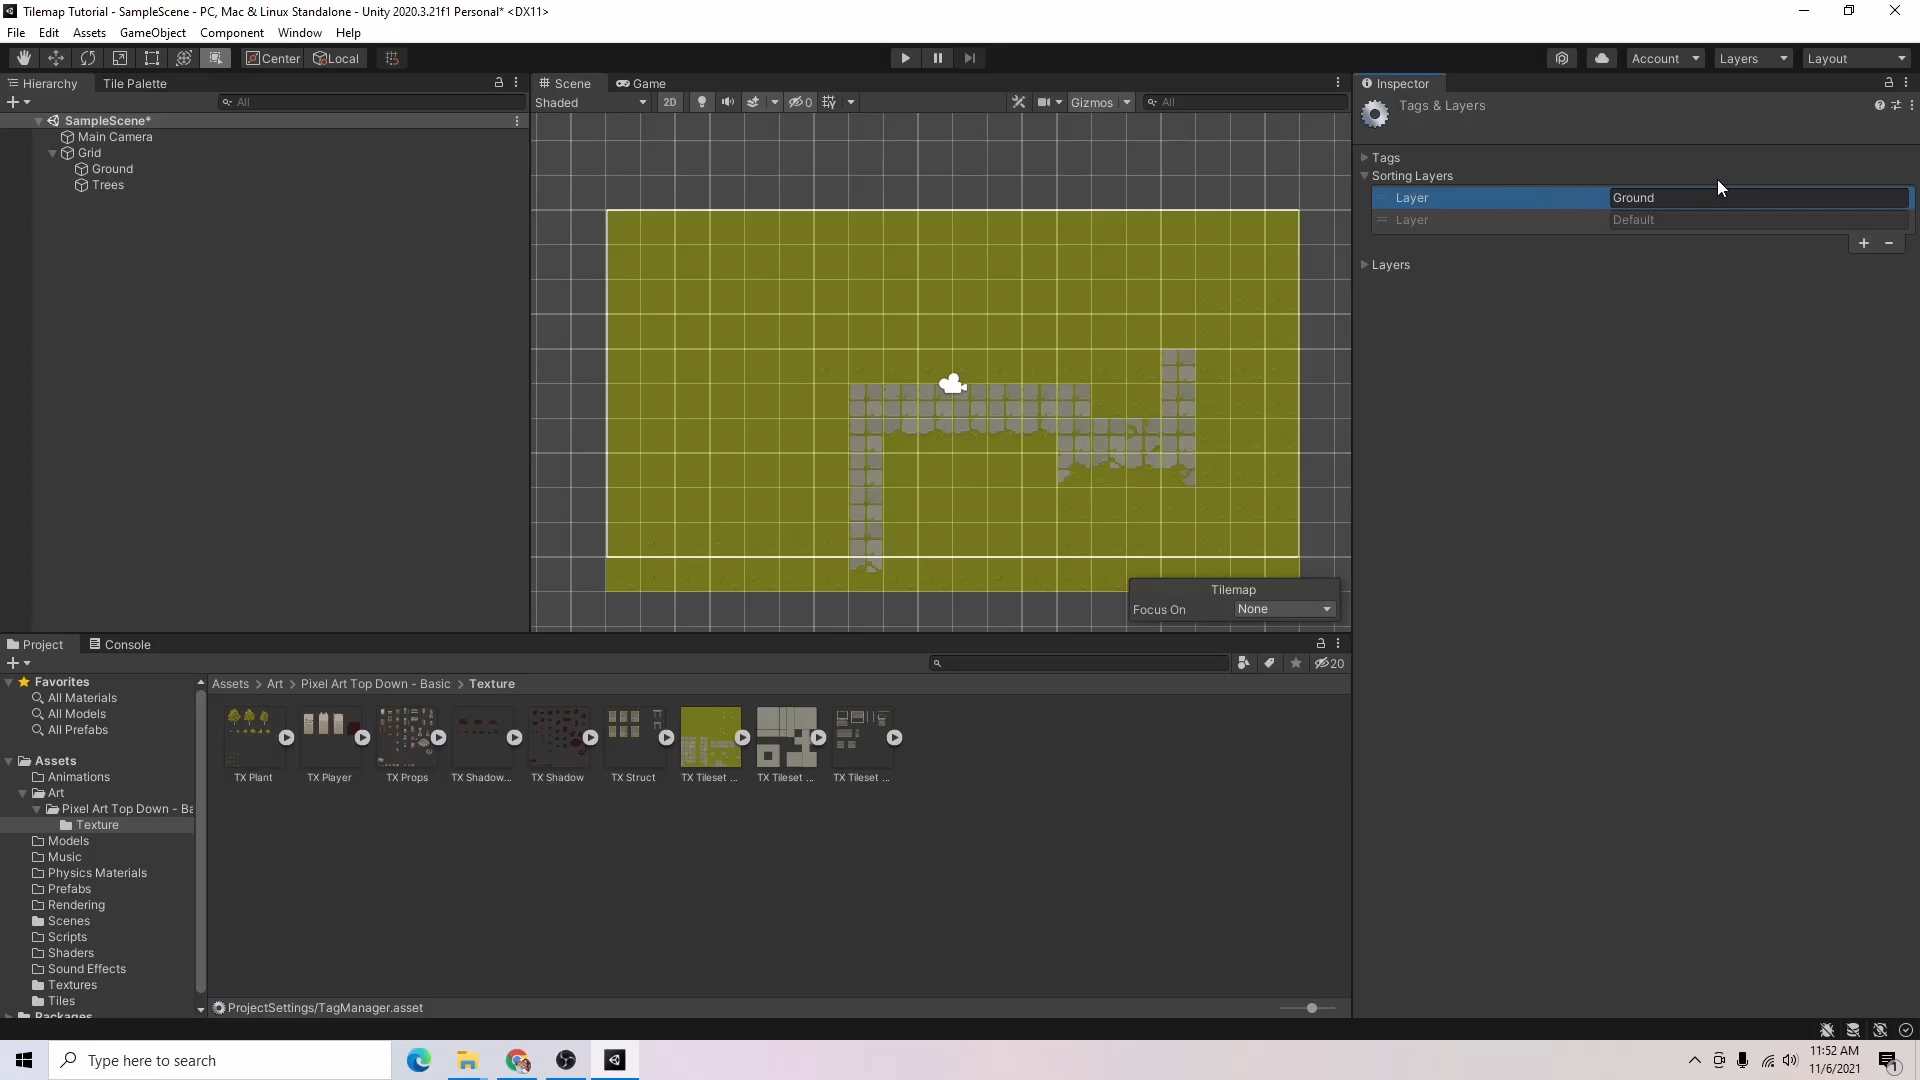 Tilemap Tutorial - SampleScene - PC, Mac & Linux Standalone - Unity 2020.3.21f1 Personal* <DX11>
File Edit Assets GameObject Component Window Help
Center Local Account Layers Layout
Hierarchy Tile Palette
All
SampleScene*
Main Camera
Grid
Ground
Trees
Scene Game
Shaded 2D 0 Gizmos All
Tilemap
Focus On None
Inspector
Tags & Layers
Tags
Sorting Layers
Layer Ground
Layer Default
Layers
Project Console
20
Favorites
All Materials
All Models
All Prefabs
Assets
Animations
Art
Pixel Art Top Down - Ba
Texture
Models
Music
Physics Materials
Prefabs
Rendering
Scenes
Scripts
Shaders
Sound Effects
Textures
Tiles
Packages
Assets > Art > Pixel Art Top Down - Basic > Texture
TX Plant TX Player TX Props TX Shadow... TX Shadow TX Struct TX Tileset ... TX Tileset ... TX Tileset ...
ProjectSettings/TagManager.asset
Type here to search
11:52 AM
11/6/2021
1